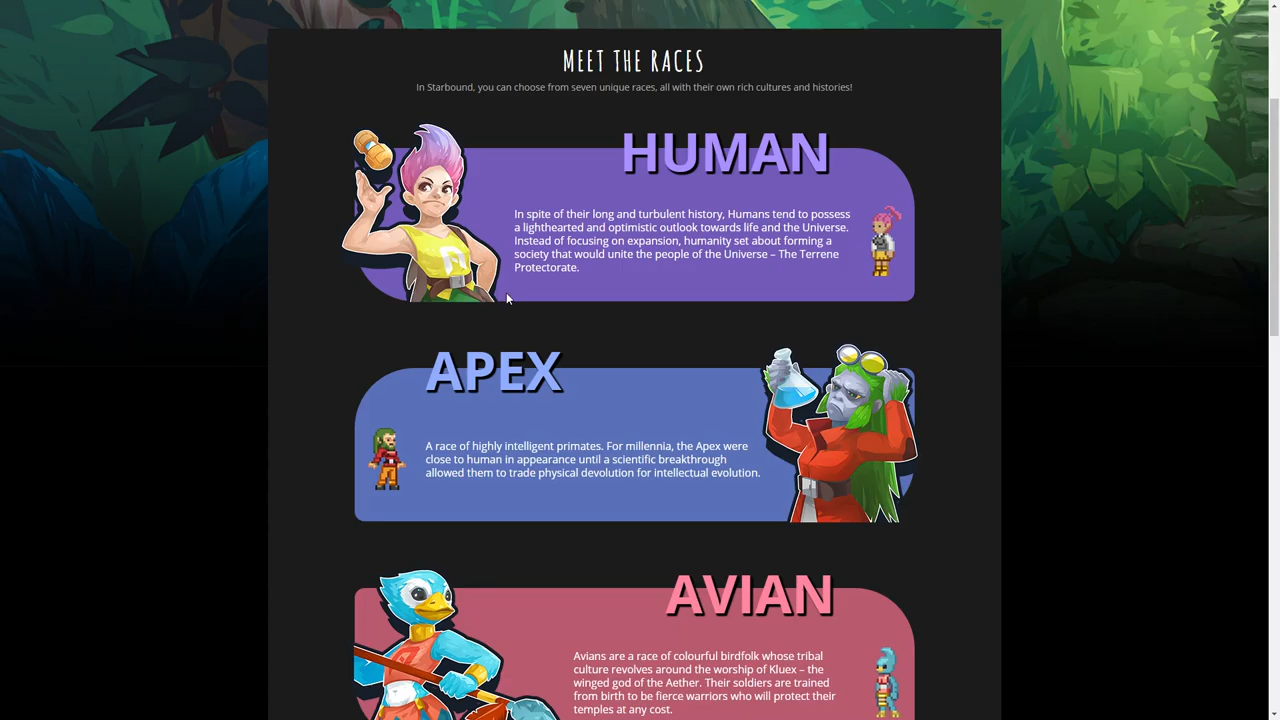 MEET THE RACES
In Starbound, you can choose from seven unique races, all with their own rich cultures and histories!
HUMAN
In spite of their long and turbulent history, Humans tend to possess
a lighthearted and optimistic outlook towards life and the Universe.
Instead of focusing on expansion, humanity set about forming a
society that would unite the people of the Universe – The Terrene
Protectorate.
APEX
A race of highly intelligent primates. For millennia, the Apex were
close to human in appearance until a scientific breakthrough
allowed them to trade physical devolution for intellectual evolution.
AVIAN
Avians are a race of colourful birdfolk whose tribal
culture revolves around the worship of Kluex – the
winged god of the Aether. Their soldiers are trained
from birth to be fierce warriors who will protect their
temples at any cost.